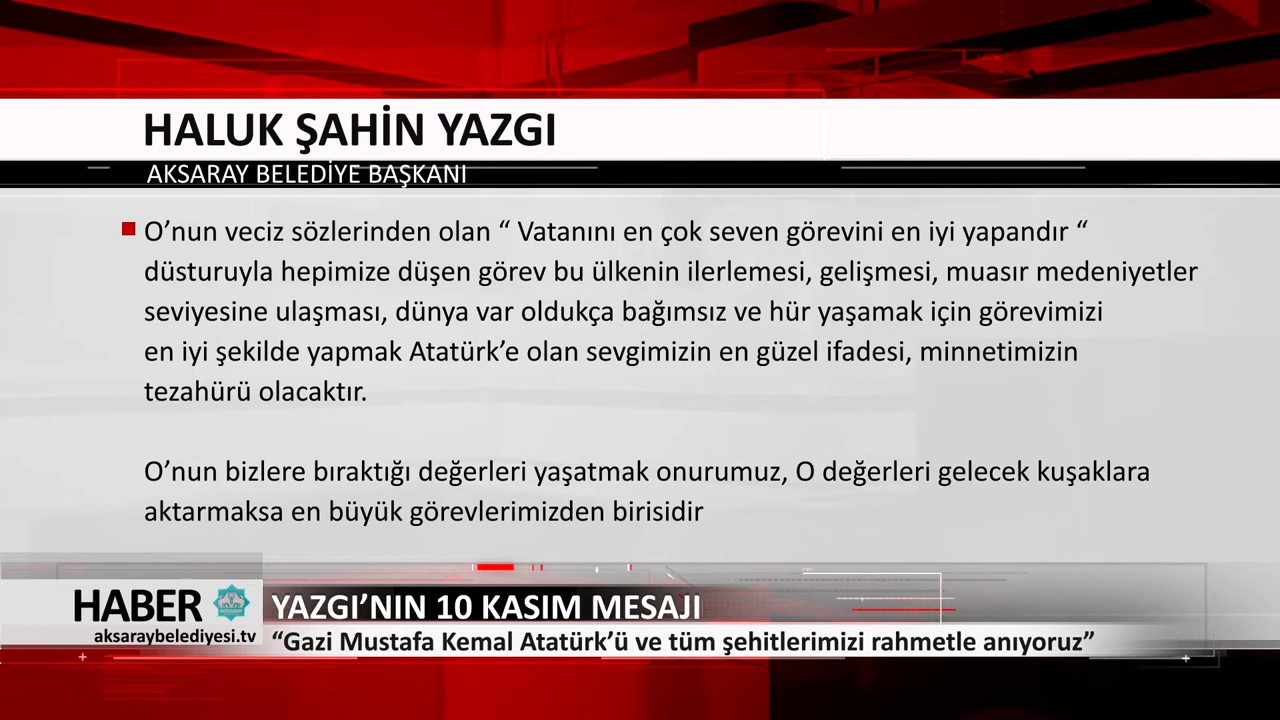 HALUK ŞAHİN YAZGI
AKSARAY BELEDİYE BAŞKANI
O’nun veciz sözlerinden olan “ Vatanını en çok seven görevini en iyi yapandır “
düsturuyla hepimize düşen görev bu ülkenin ilerlemesi, gelişmesi, muasır medeniyetler
seviyesine ulaşması, dünya var oldukça bağımsız ve hür yaşamak için görevimizi
en iyi şekilde yapmak Atatürk’e olan sevgimizin en güzel ifadesi, minnetimizin
tezahürü olacaktır.
O’nun bizlere bıraktığı değerleri yaşatmak onurumuz, O değerleri gelecek kuşaklara
aktarmaksa en büyük görevlerimizden birisidir
HABER
aksaraybelediyesi.tv
YAZGI’NIN 10 KASIM MESAJI
“Gazi Mustafa Kemal Atatürk’ü ve tüm şehitlerimizi rahmetle anıyoruz”